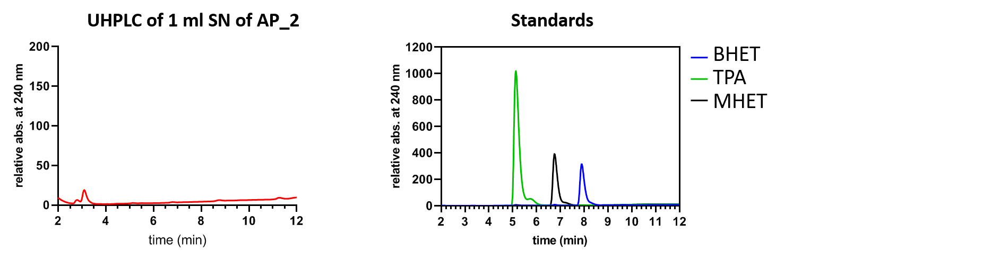 UHPLC of 1 ml SN of AP_2
relative abs. at 240 nm
200
150
100
50
0
2 4 6 8 10 12
time (min)
Standards
relative abs. at 240 nm
1200
1000
800
600
400
200
0
2 3 4 5 6 7 8 9 10 11 12
time (min)
BHET
TPA
MHET